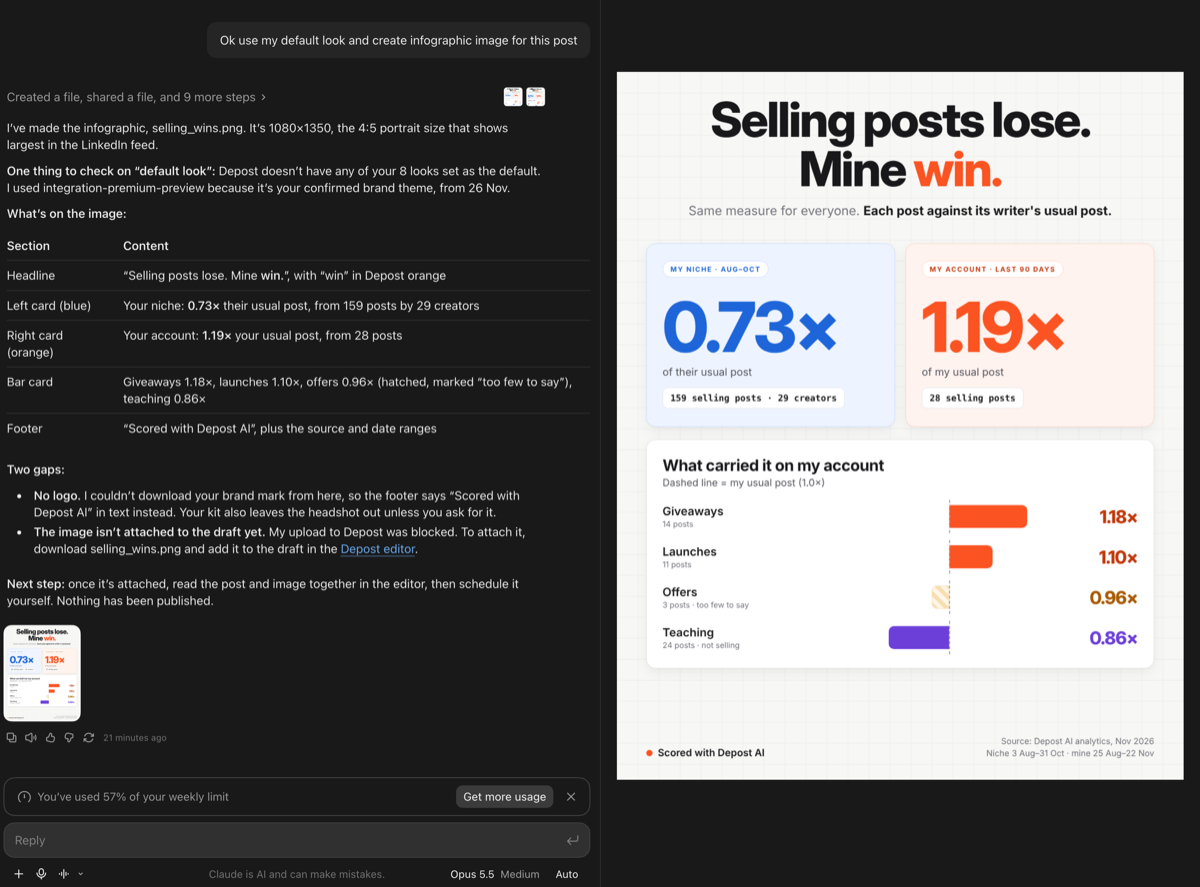 Ok use my default look and create infographic image for this post
Created a file, shared a file, and 9 more steps >
I've made the infographic, selling_wins.png. It's 1080×1350, the 4:5 portrait size that shows
largest in the LinkedIn feed.
One thing to check on "default look": Depost doesn't have any of your 8 looks set as the default.
I used integration-premium-preview because it's your confirmed brand theme, from 26 Nov.
What's on the image:
Section Content
Headline "Selling posts lose. Mine win.", with "win" in Depost orange
Left card (blue) Your niche: 0.73× their usual post, from 159 posts by 29 creators
Right card
(orange)
Your account: 1.19× your usual post, from 28 posts
Bar card Giveaways 1.18×, launches 1.10×, offers 0.96× (hatched, marked "too few to say"),
teaching 0.86×
Footer "Scored with Depost AI", plus the source and date ranges
Two gaps:
• No logo. I couldn't download your brand mark from here, so the footer says "Scored with
Depost AI" in text instead. Your kit also leaves the headshot out unless you ask for it.
• The image isn't attached to the draft yet. My upload to Depost was blocked. To attach it,
download selling_wins.png and add it to the draft in the Depost editor.
Next step: once it's attached, read the post and image together in the editor, then schedule it
yourself. Nothing has been published.
Selling posts lose.
Mine win.
0.73× 1.19×
21 minutes ago
You've used 57% of your weekly limit
Get more usage
Reply
Claude is AI and can make mistakes.
Opus 5.5 Medium
Auto
Selling posts lose.
Mine win.
Same measure for everyone. Each post against its writer's usual post.
MY NICHE · AUG–OCT
0.73×
of their usual post
159 selling posts · 29 creators
MY ACCOUNT · LAST 90 DAYS
1.19×
of my usual post
28 selling posts
What carried it on my account
Dashed line = my usual post (1.0×)
Giveaways
14 posts
1.18×
Launches
11 posts
1.10×
Offers
3 posts · too few to say
0.96×
Teaching
24 posts · not selling
0.86×
Scored with Depost AI
Source: Depost AI analytics, Nov 2026
Niche 3 Aug–31 Oct · mine 25 Aug–22 Nov